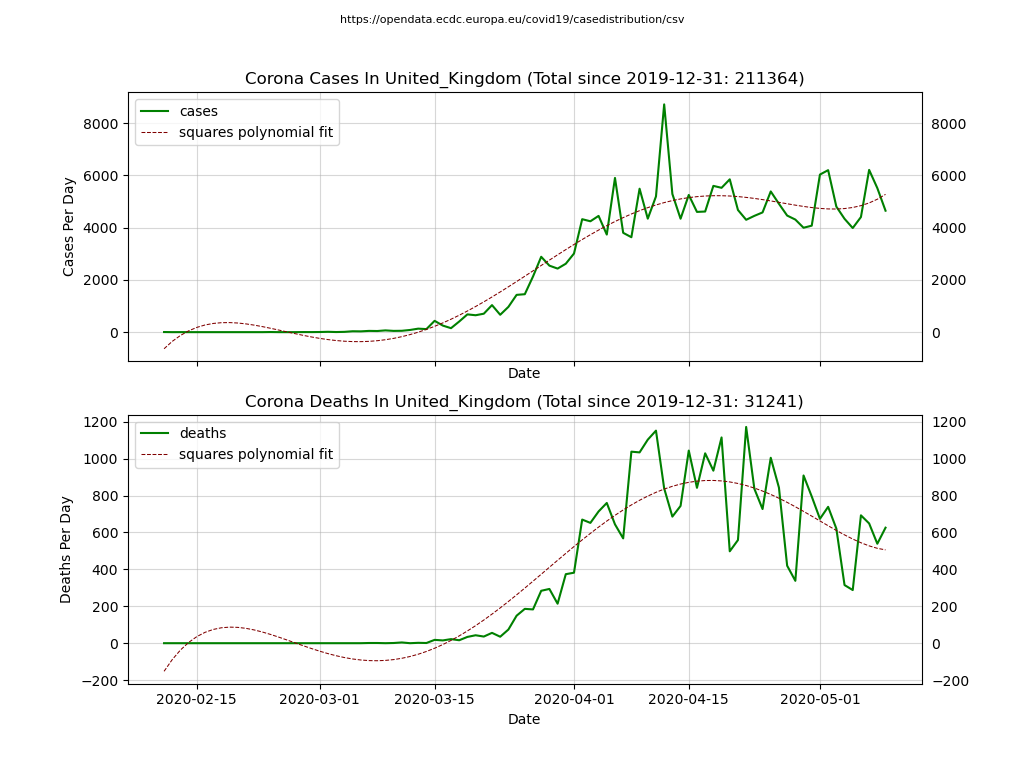 https://opendata.ecdc.europa.eu/covid19/casedistribution/csv
Corona Cases In United_Kingdom (Total since 2019-12-31: 211364)
cases
squares polynomial fit
Cases Per Day
8000
6000
4000
2000
0
8000
6000
4000
2000
0
Date
Corona Deaths In United_Kingdom (Total since 2019-12-31: 31241)
deaths
squares polynomial fit
Deaths Per Day
1200
1000
800
600
400
200
0
−200
1200
1000
800
600
400
200
0
−200
2020-02-15 2020-03-01 2020-03-15 2020-04-01 2020-04-15 2020-05-01
Date